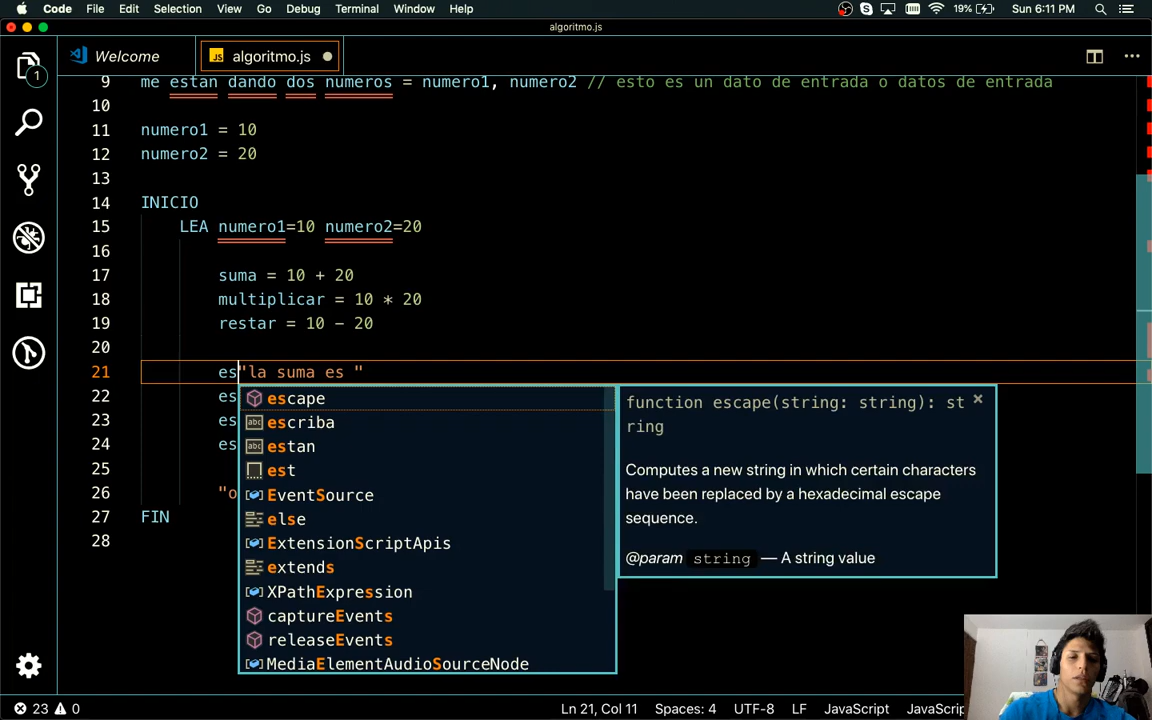 Code File Edit Selection View Go Debug Terminal Window Help 19% Sun 6:11 PM
algoritmo.js
Welcome JS algoritmo.js
1
9 me estan dando dos numeros = numero1, numero2 // esto es un dato de entrada o datos de entrada
10
11 numero1 = 10
12 numero2 = 20
13
14 INICIO
15 LEA numero1=10 numero2=20
16
17 suma = 10 + 20
18 multiplicar = 10 * 20
19 restar = 10 - 20
20
21 es"la suma es "
22 es
23 es
24 es
25
26 "o
27 FIN
28
escape
abc escriba
abc estan
est
EventSource
else
ExtensionScriptApis
extends
XPathExpression
captureEvents
releaseEvents
MediaElementAudioSourceNode
function escape(string: string): st
ring
Computes a new string in which certain characters
have been replaced by a hexadecimal escape
sequence.
@param string — A string value
23 0 Ln 21, Col 11 Spaces: 4 UTF-8 LF JavaScript